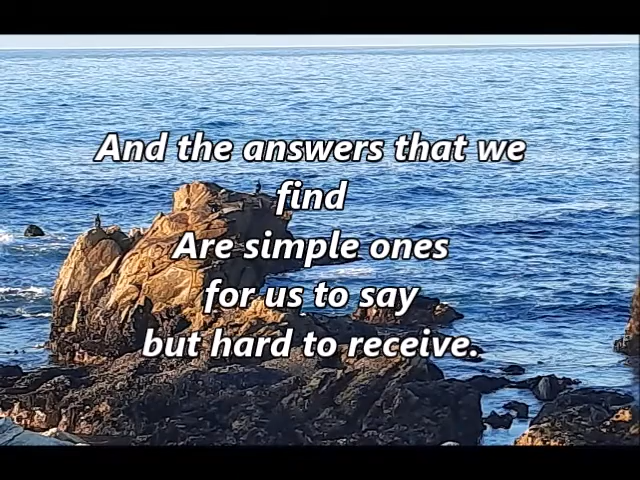 And the answers that we
find
Are simple ones
for us to say
but hard to receive.